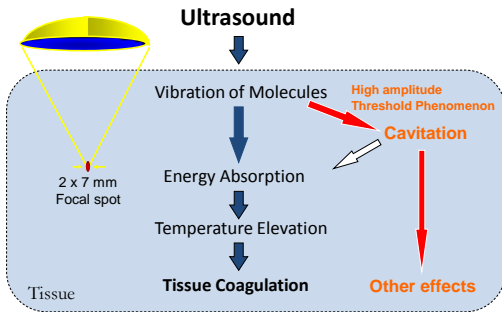 Ultrasound
Vibration of Molecules
High amplitude
Threshold Phenomenon
Cavitation
2 x 7 mm
Focal spot
Energy Absorption
Temperature Elevation
Tissue Coagulation
Other effects
Tissue